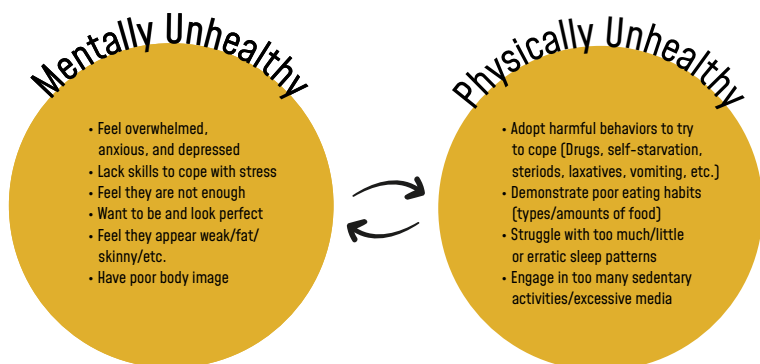 Mentally Unhealthy
• Feel overwhelmed,
anxious, and depressed
• Lack skills to cope with stress
• Feel they are not enough
• Want to be and look perfect
• Feel they appear weak/fat/
skinny/etc.
• Have poor body image
Physically Unhealthy
• Adopt harmful behaviors to try
to cope (Drugs, self-starvation,
steriods, laxatives, vomiting, etc.)
• Demonstrate poor eating habits
(types/amounts of food)
• Struggle with too much/little
or erratic sleep patterns
• Engage in too many sedentary
activities/excessive media